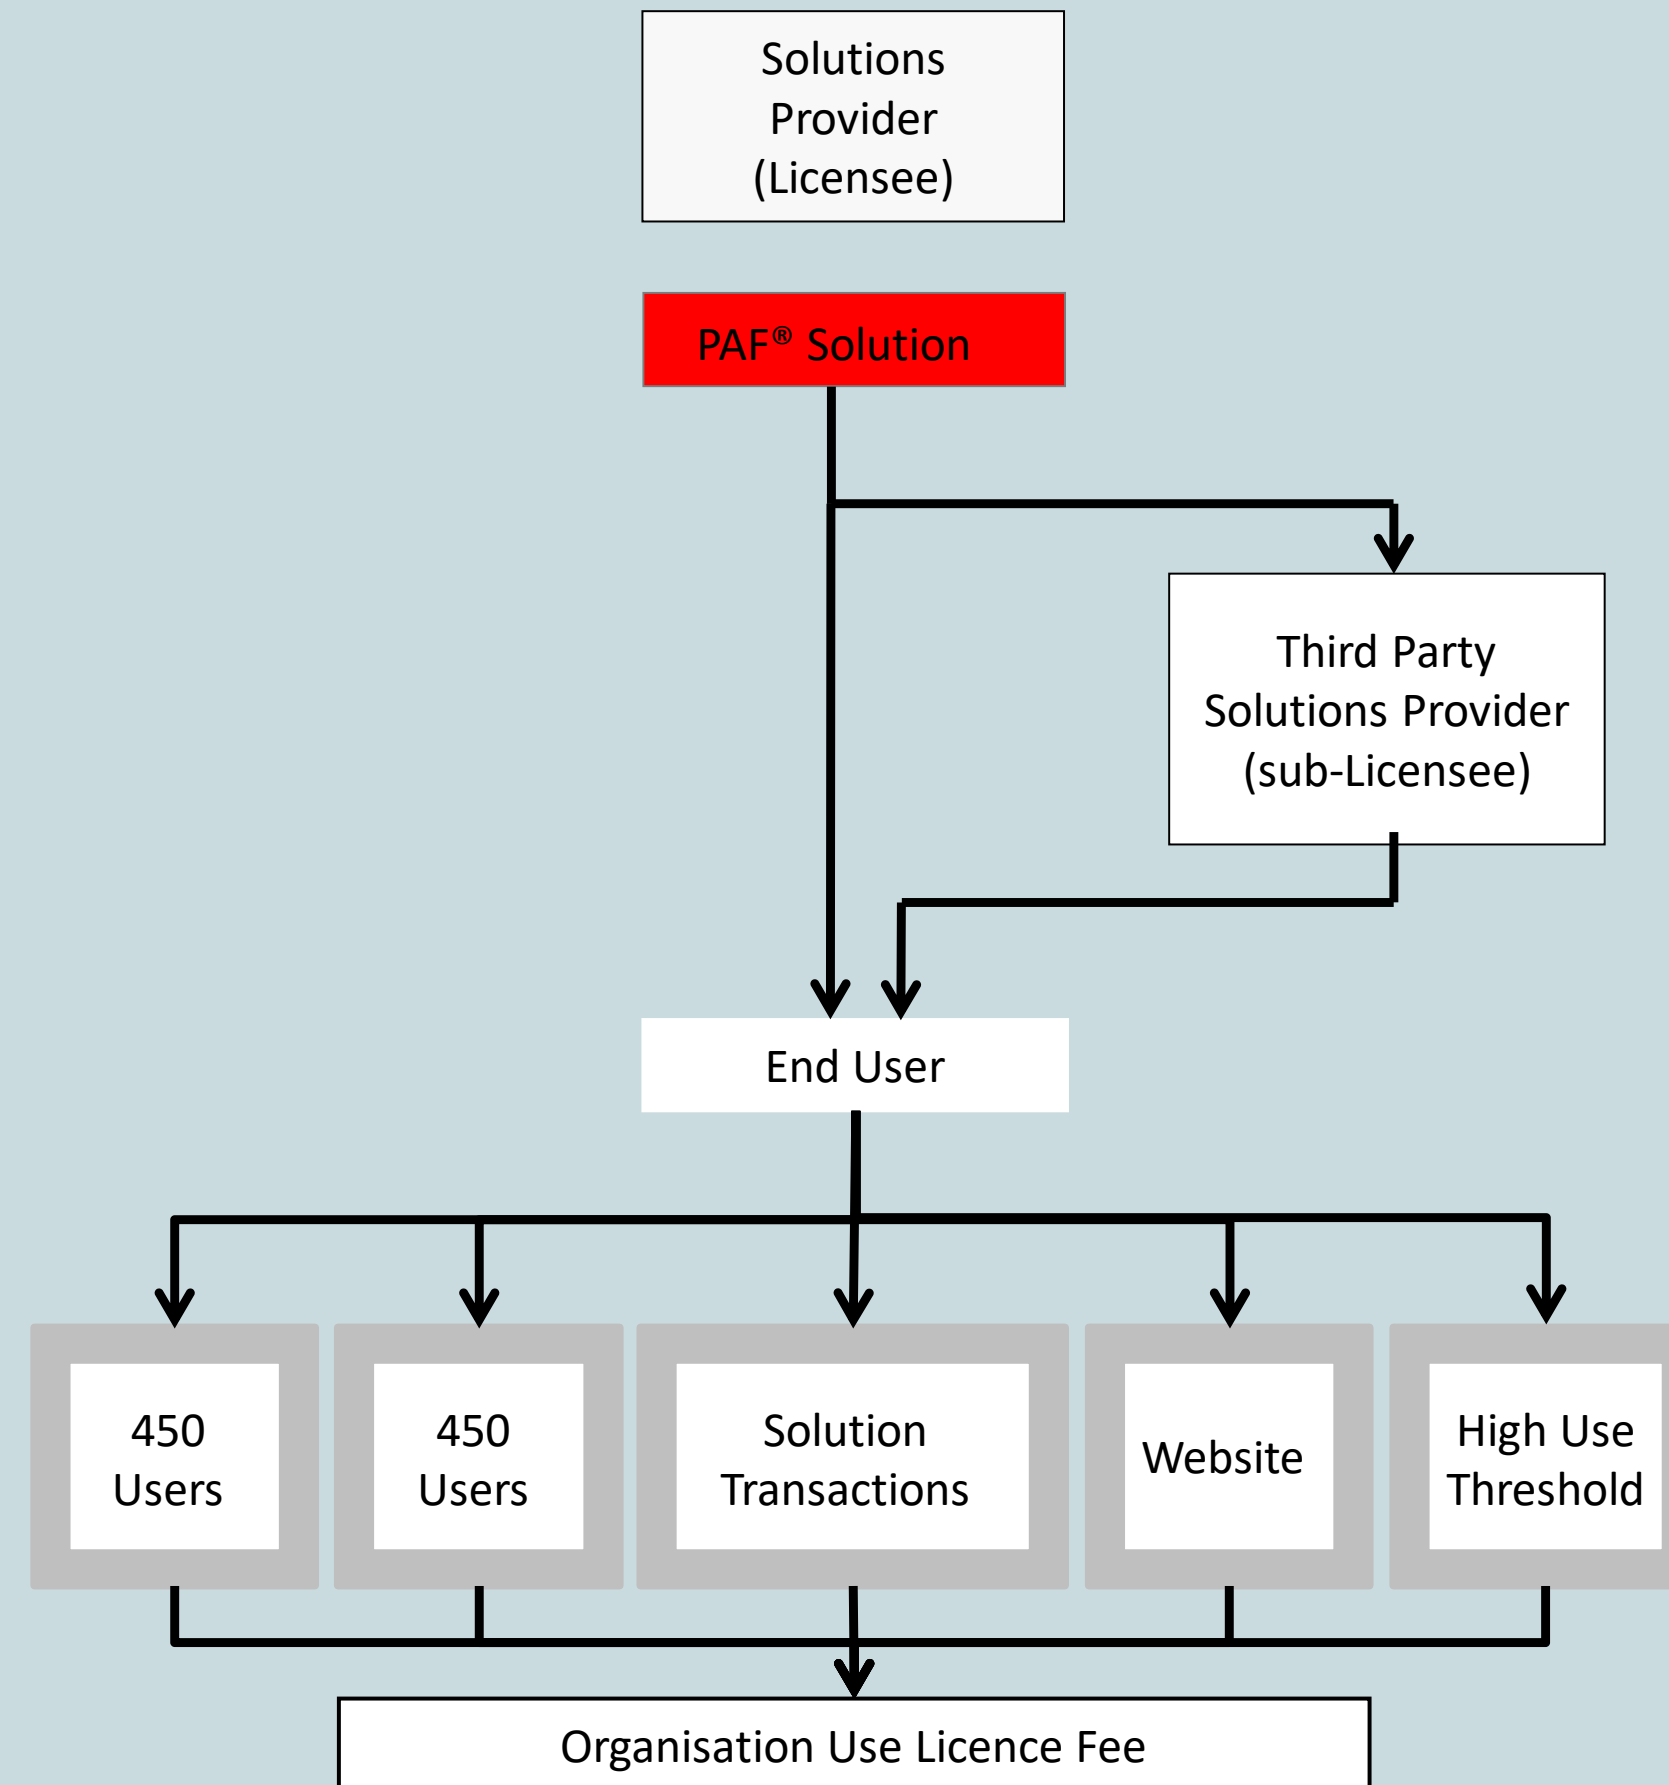 Solutions
Provider
(Licensee)
PAF® Solution
Third Party
Solutions Provider
(sub-Licensee)
End User
450
Users
450
Users
Solution
Transactions
Website
High Use
Threshold
Organisation Use Licence Fee